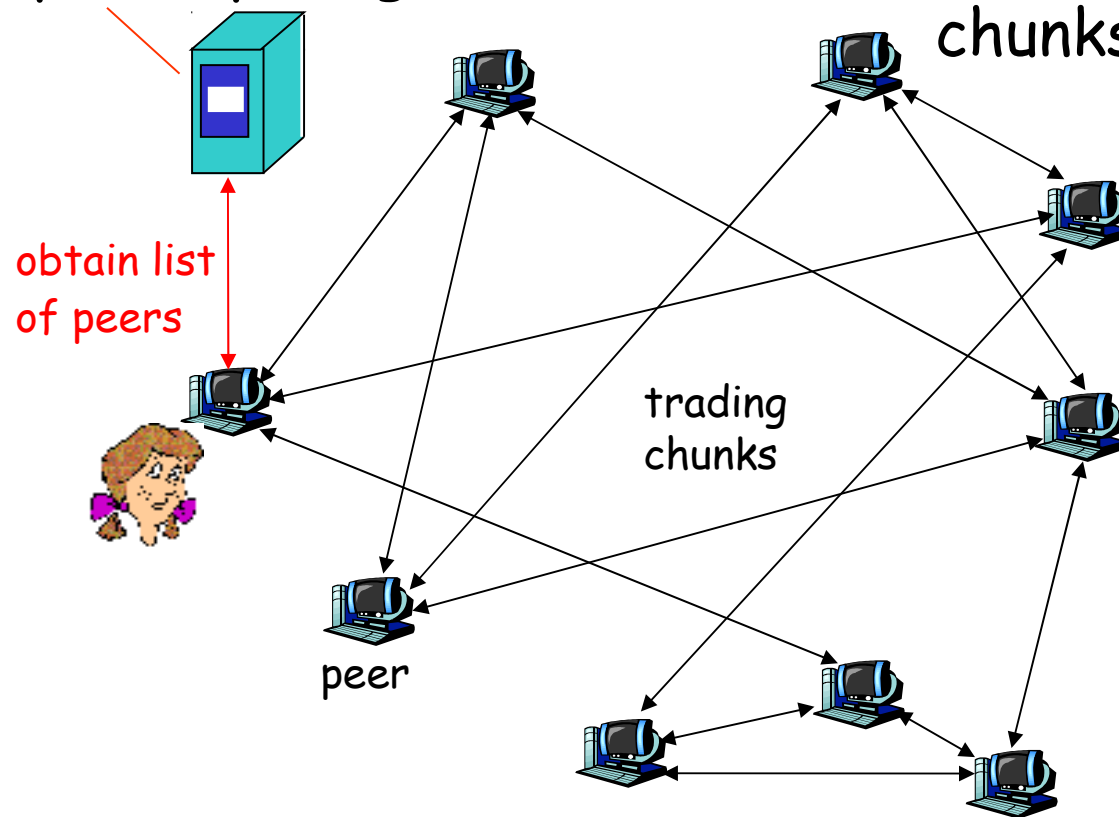 chunks
obtain list
of peers
trading
chunks
peer